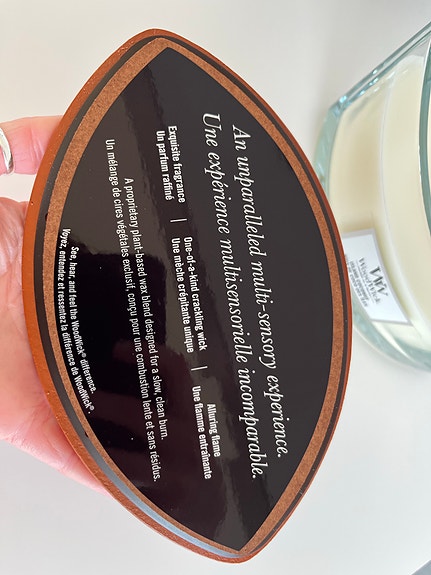 An unparalleled multi-sensory experience.
Une expérience multisensorielle incomparable.
Exquisite fragrance | One-of-a-kind crackling wick | Alluring flame
Un parfum raffiné | Une mèche crépitante unique | Une flamme entraînante
A proprietary plant-based wax blend designed for a slow, clean burn.
Un mélange de cires végétales exclusif, conçu pour une combustion lente et sans résidus.
See, hear, and feel the WoodWick® difference.
Voyez, entendez et ressentez la différence de WoodWick®.
WW
WOODWICK